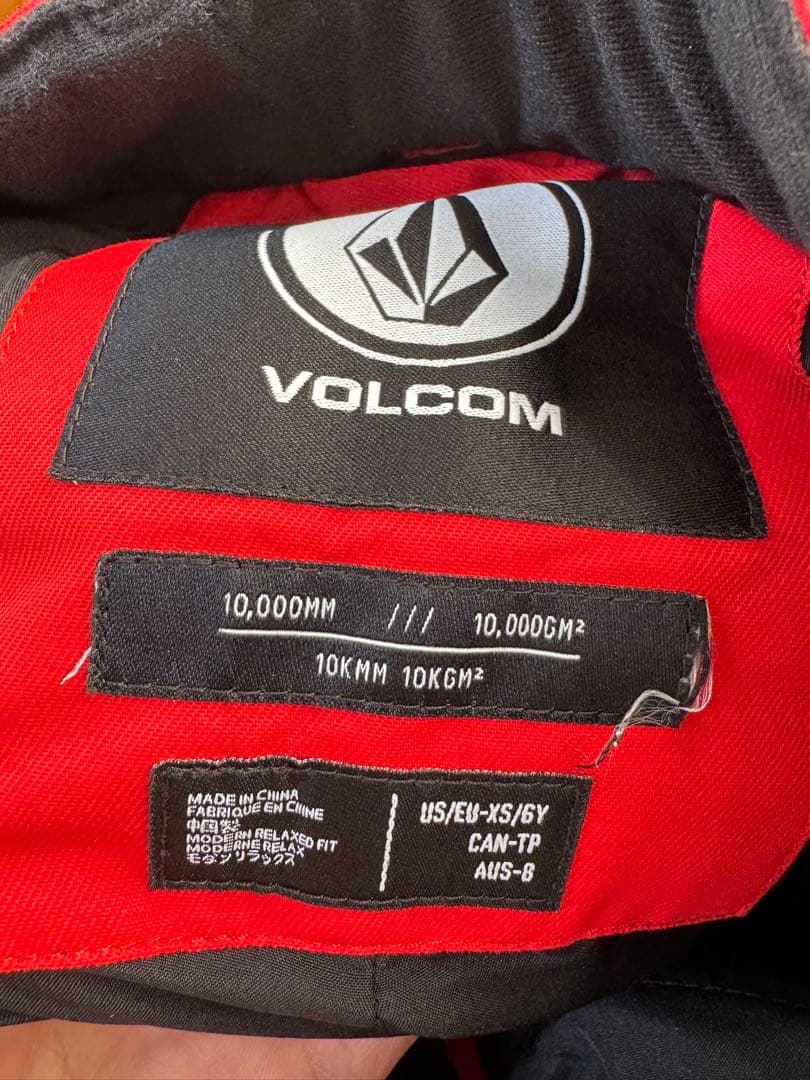 VOLCOM
10,000MM /// 10,000GM²
10KMM 10KGM²
MADE IN CHINA
FABRIQUE EN CHINE
中国製
MODERN RELAXED FIT
MODERNE RELAX
モダンリラックス
US/EU-XS/6Y
CAN-TP
AUS-8